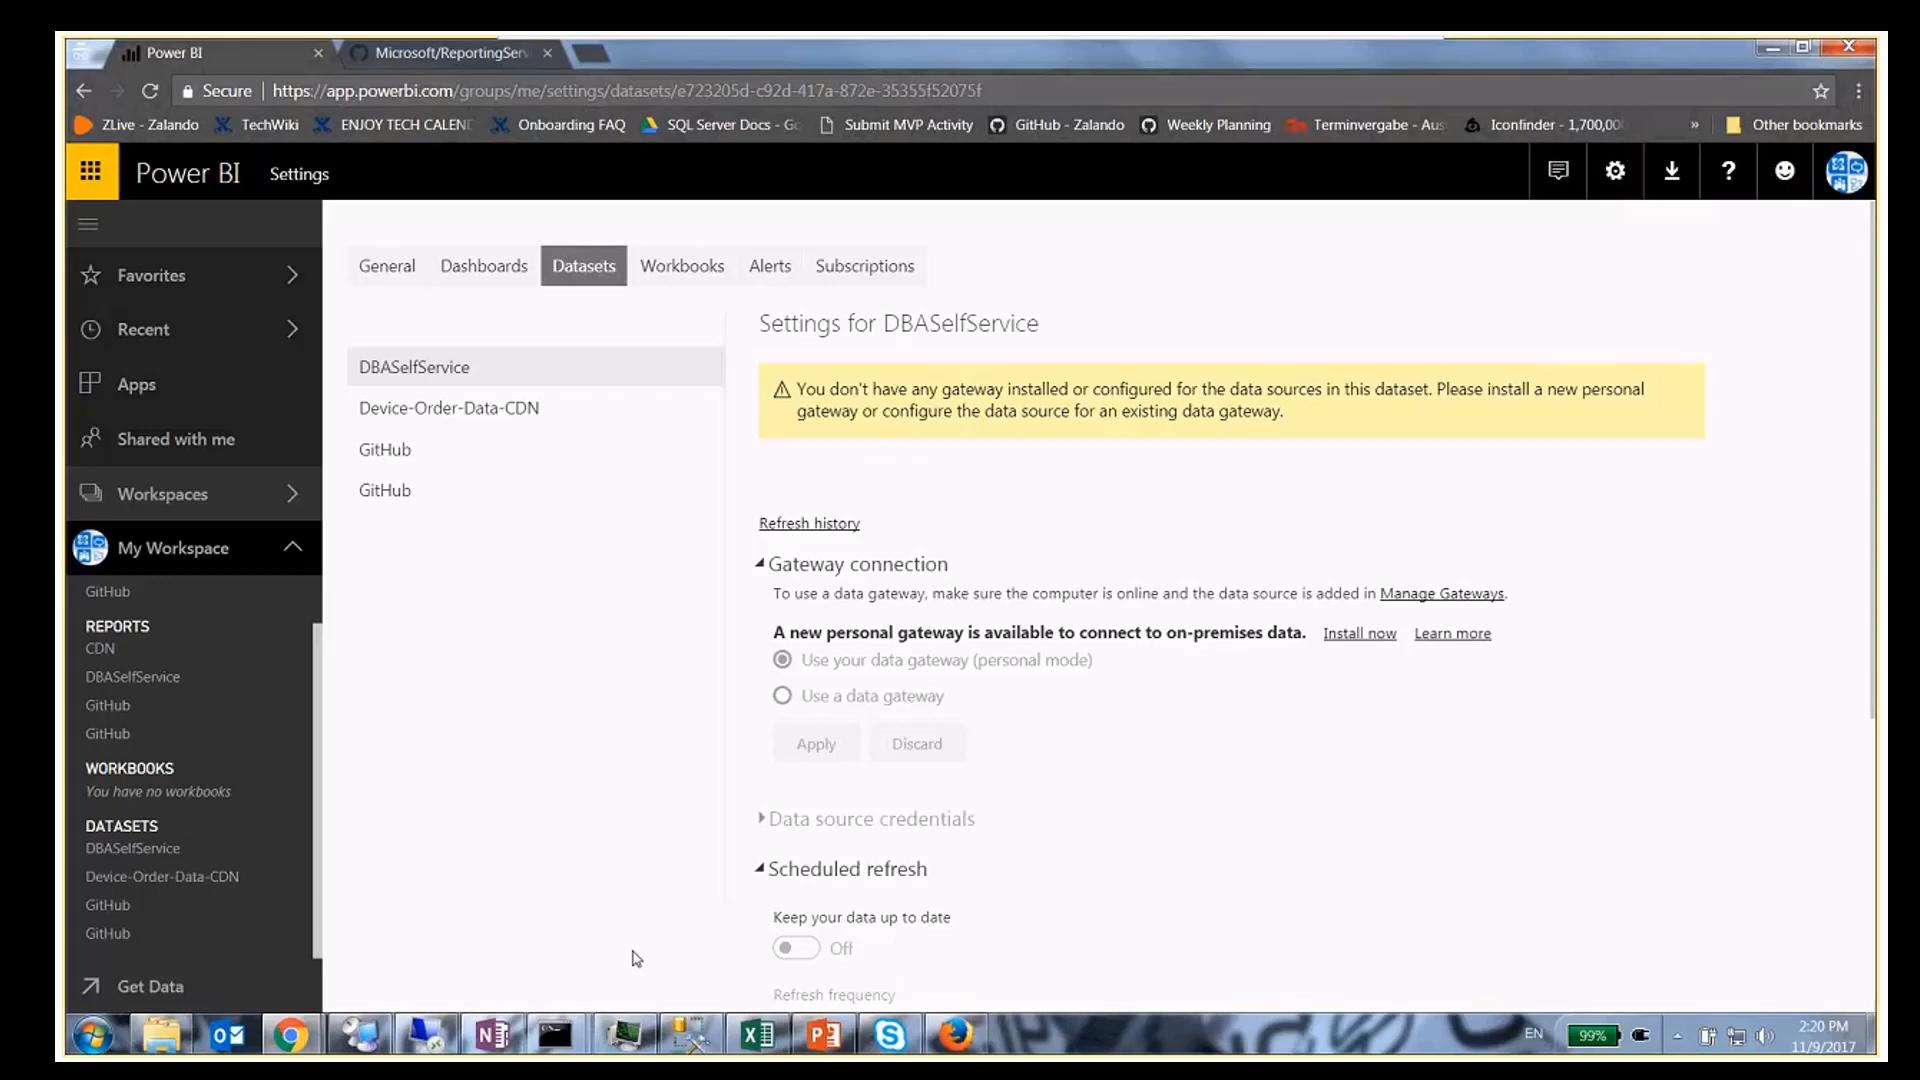 Power BI
Microsoft/ReportingServ
Secure
https://app.powerbi.com/groups/me/settings/datasets/e723205d-c92d-417a-872e-35355f52075f
ZLive - Zalando
TechWiki
ENJOY TECH CALEND
Onboarding FAQ
SQL Server Docs - Go
Submit MVP Activity
GitHub - Zalando
Weekly Planning
Terminvergabe - Aus
Iconfinder - 1,700,00
»
Other bookmarks
Power BI
Settings
?
Favorites
Recent
Apps
Shared with me
Workspaces
My Workspace
GitHub
REPORTS
CDN
DBASelfService
GitHub
GitHub
WORKBOOKS
You have no workbooks
DATASETS
DBASelfService
Device-Order-Data-CDN
GitHub
GitHub
Get Data
General
Dashboards
Datasets
Workbooks
Alerts
Subscriptions
DBASelfService
Device-Order-Data-CDN
GitHub
GitHub
Settings for DBASelfService
You don't have any gateway installed or configured for the data sources in this dataset. Please install a new personal
gateway or configure the data source for an existing data gateway.
Refresh history
Gateway connection
To use a data gateway, make sure the computer is online and the data source is added in Manage Gateways.
A new personal gateway is available to connect to on-premises data. Install now Learn more
Use your data gateway (personal mode)
Use a data gateway
Apply
Discard
Data source credentials
Scheduled refresh
Keep your data up to date
Off
Refresh frequency
EN
99%
2:20 PM
11/9/2017